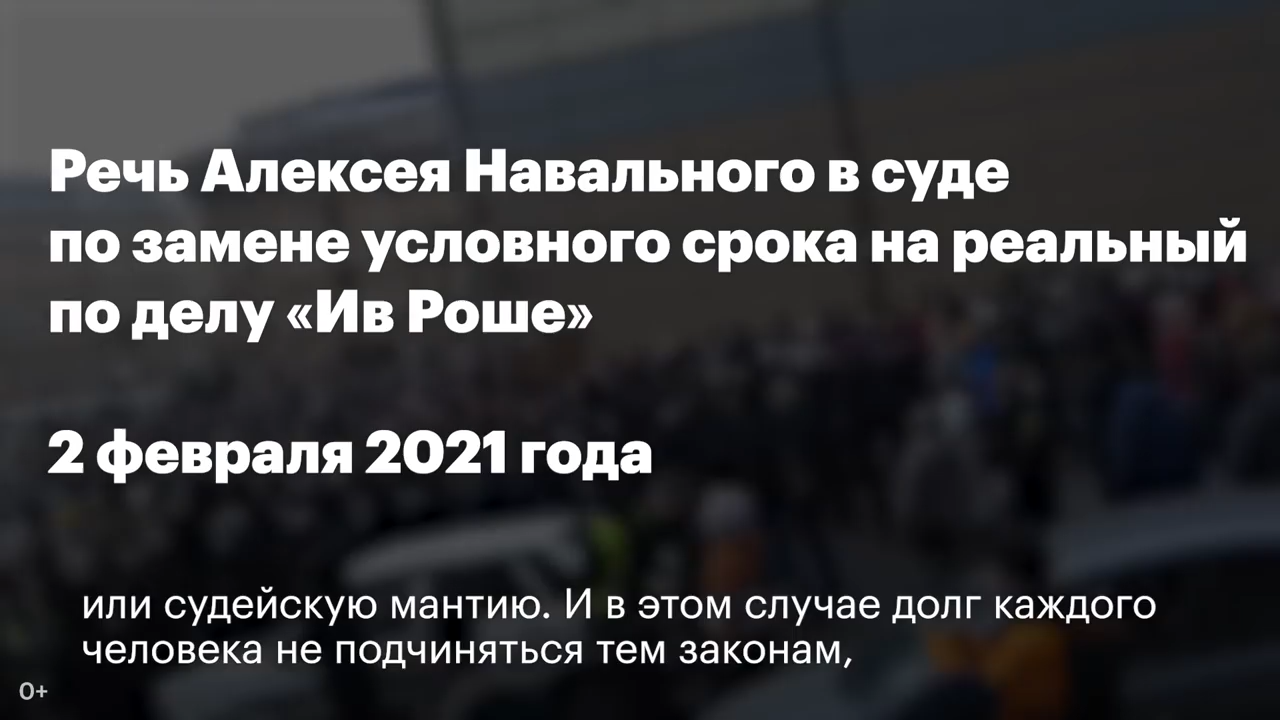 Речь Алексея Навального в суде
по замене условного срока на реальный
по делу «Ив Роше»
2 февраля 2021 года
или судейскую мантию. И в этом случае долг каждого
человека не подчиняться тем законам,
0+